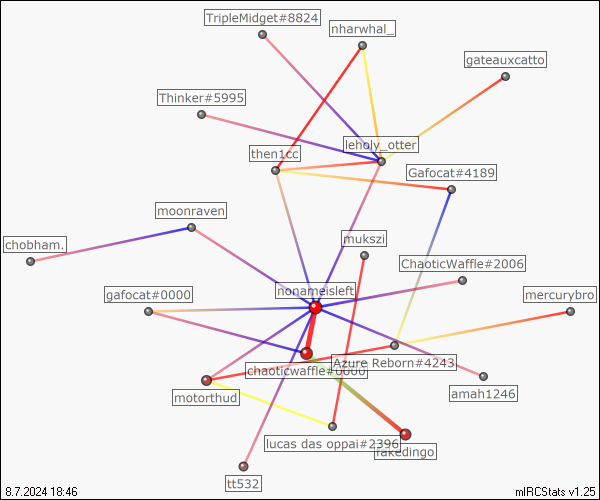 TripleMidget#8824
nharwhal_
gateauxcatto
Thinker#5995
leholy_otter
then1cc
Gafocat#4189
moonraven
mukszi
chobham.
ChaoticWaffle#2006
nonameisleft
gafocat#0000
mercurybro
Azure Reborn#4243
chaoticwaffle#0000
amah1246
motorthud
lucas das oppai#2396
fakedingo
tt532
8.7.2024 18:46
mIRCStats v1.25